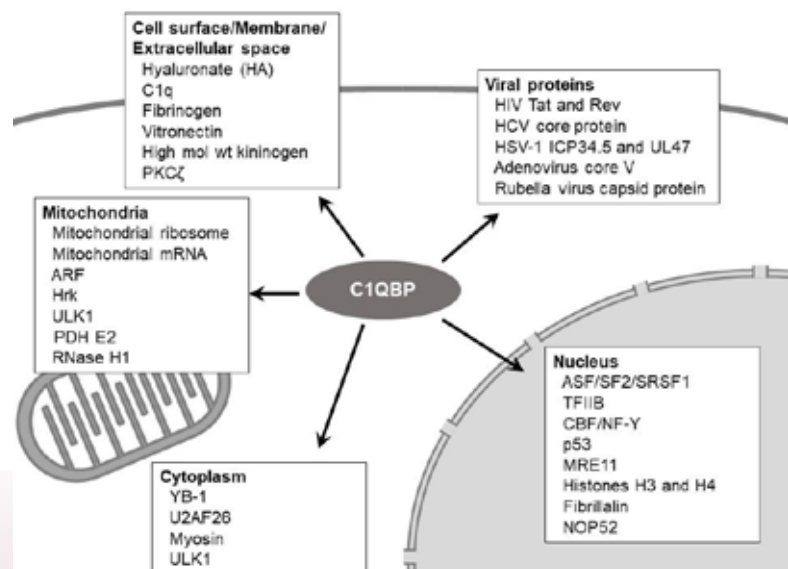 Cell surface/Membrane/
Extracellular space
Hyaluronate (HA)
C1q
Fibrinogen
Vitronectin
High mol wt kininogen
PKCζ
Viral proteins
HIV Tat and Rev
HCV core protein
HSV-1 ICP34.5 and UL47
Adenovirus core V
Rubella virus capsid protein
Mitochondria
Mitochondrial ribosome
Mitochondrial mRNA
ARF
Hrk
ULK1
PDH E2
RNase H1
C1QBP
Nucleus
ASF/SF2/SRSF1
TFIIB
CBF/NF-Y
p53
MRE11
Histones H3 and H4
Fibrillalin
NOP52
Cytoplasm
YB-1
U2AF26
Myosin
ULK1